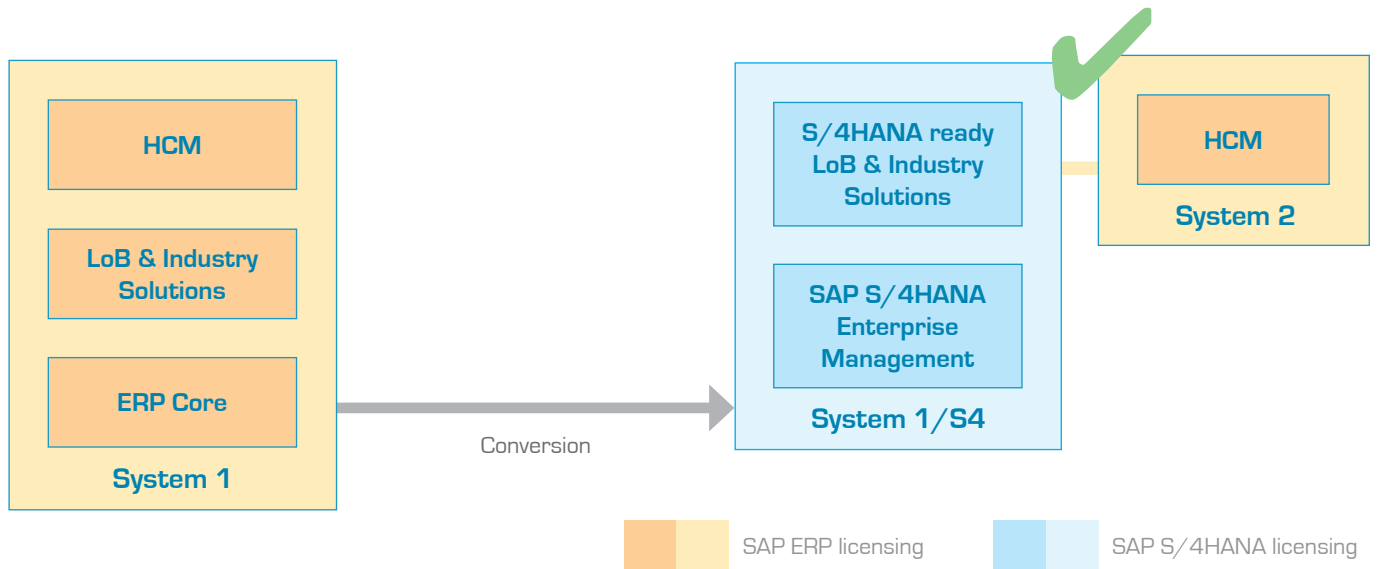 HCM
LoB & Industry
Solutions
ERP Core
System 1
Conversion
S/4HANA ready
LoB & Industry
Solutions
SAP S/4HANA
Enterprise
Management
System 1/S4
HCM
System 2
SAP ERP licensing
SAP S/4HANA licensing